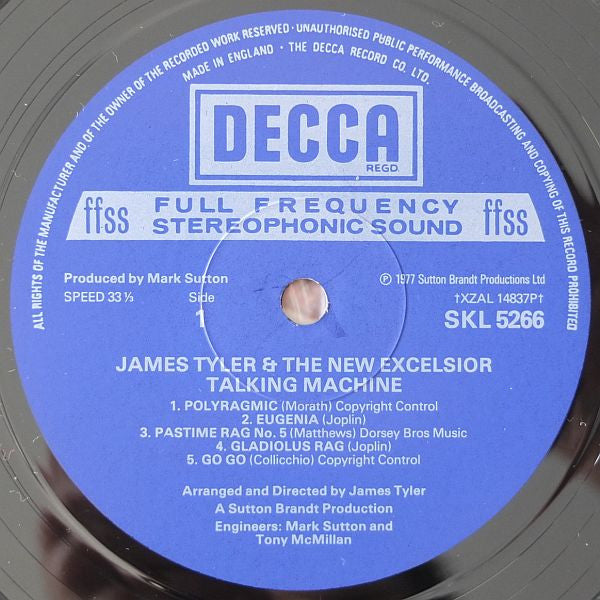 ALL RIGHTS OF THE MANUFACTURER AND OF THE OWNER OF THE RECORDED WORK RESERVED · UNAUTHORISED PUBLIC PERFORMANCE BROADCASTING AND COPYING OF THIS RECORD PROHIBITED
MADE IN ENGLAND · THE DECCA RECORD CO. LTD.
DECCA
REGD.
ffss FULL FREQUENCY STEREOPHONIC SOUND ffss
Produced by Mark Sutton
SPEED 33⅓ Side
1
℗ 1977 Sutton Brandt Productions Ltd
†XZAL 14837P†
SKL 5266
JAMES TYLER & THE NEW EXCELSIOR
TALKING MACHINE
1. POLYRAGMIC (Morath) Copyright Control
2. EUGENIA (Joplin)
3. PASTIME RAG No. 5 (Matthews) Dorsey Bros Music
4. GLADIOLUS RAG (Joplin)
5. GO GO (Collicchio) Copyright Control
Arranged and Directed by James Tyler
A Sutton Brandt Production
Engineers: Mark Sutton and
Tony McMillan